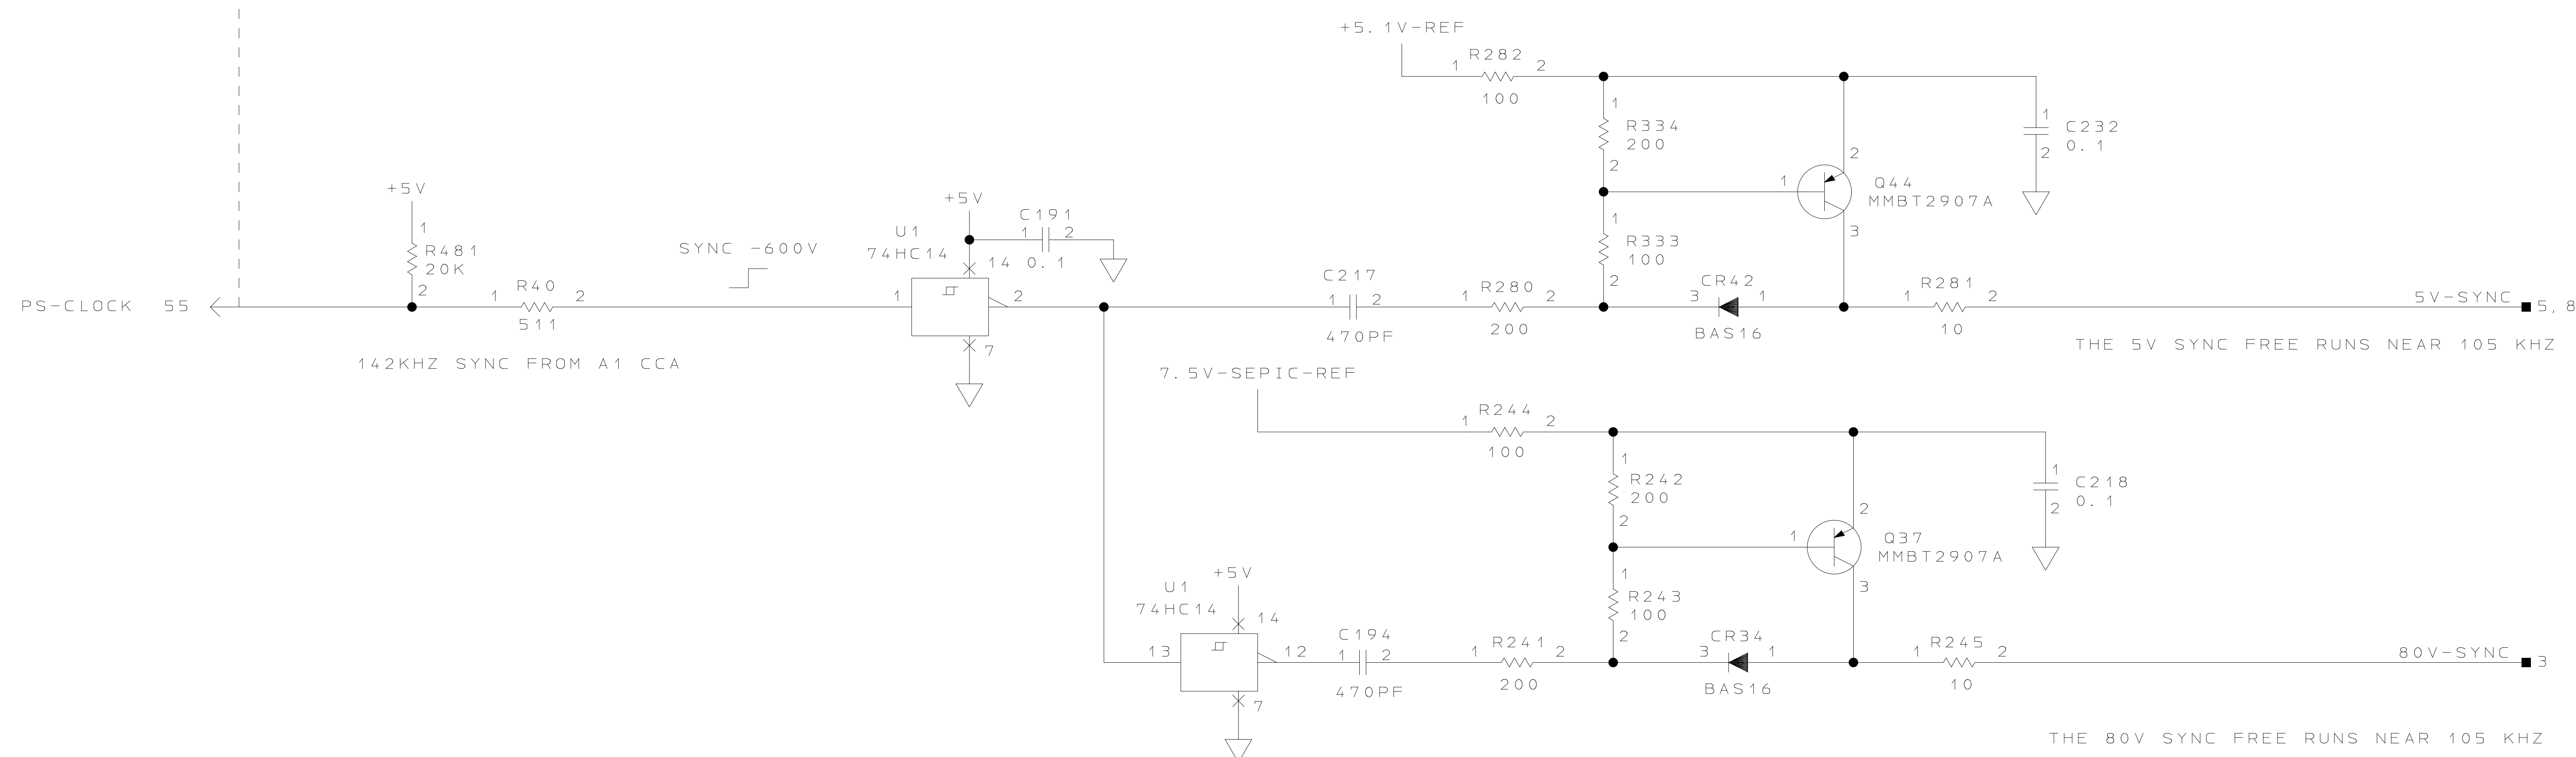 +5.1V-REF
R282
1 2
100
1
R334
200
2
1
C232
0.1
2
2
1
Q44
MMBT2907A
3
1
R333
100
2
+5V
1
R481
20K
2
PS-CLOCK 55
R40
1 2
511
142KHZ SYNC FROM A1 CCA
SYNC -600V
+5V
C191
1 2
0.1
U1
74HC14
14
1 2
7
C217
1 2
470PF
R280
1 2
200
CR42
3 1
BAS16
R281
1 2
10
5V-SYNC
5,8
THE 5V SYNC FREE RUNS NEAR 105 KHZ
7.5V-SEPIC-REF
R244
1 2
100
1
R242
200
2
1
C218
0.1
2
2
1
Q37
MMBT2907A
3
1
R243
100
2
+5V
U1
74HC14
14
13 12
7
C194
1 2
470PF
R241
1 2
200
CR34
3 1
BAS16
R245
1 2
10
80V-SYNC
3
THE 80V SYNC FREE RUNS NEAR 105 KHZ